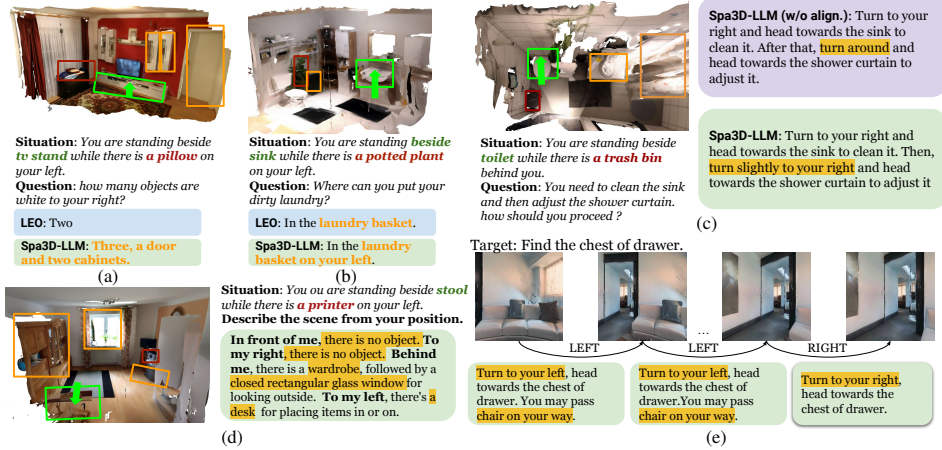 Situation: You are standing beside
tv stand while there is a pillow on
your left.
Question: how many objects are
white to your right?
LEO: Two
Spa3D-LLM: Three, a door
and two cabinets.
(a)
Situation: You are standing beside
sink while there is a potted plant
on your left.
Question: Where can you put your
dirty laundry?
LEO: In the laundry basket.
Spa3D-LLM: In the laundry
basket on your left.
(b)
Situation: You are standing beside
toilet while there is a trash bin
behind you.
Question: You need to clean the sink
and then adjust the shower curtain.
how should you proceed ?
Spa3D-LLM (w/o align.): Turn to your
right and head towards the sink to
clean it. After that, turn around and
head towards the shower curtain to
adjust it.
Spa3D-LLM: Turn to your right and
head towards the sink to clean it. Then,
turn slightly to your right and head
towards the shower curtain to adjust it
(c)
Situation: You ou are standing beside stool
while there is a printer on your left.
Describe the scene from your position.
In front of me, there is no object. To
my right, there is no object. Behind
me, there is a wardrobe, followed by a
closed rectangular glass window for
looking outside. To my left, there's a
desk for placing items in or on.
(d)
Target: Find the chest of drawer.
...
LEFT
LEFT
RIGHT
Turn to your left, head
towards the chest of
drawer. You may pass
chair on your way.
Turn to your left, head
towards the chest of
drawer.You may pass
chair on your way.
Turn to your right,
head towards the
chest of drawer.
(e)